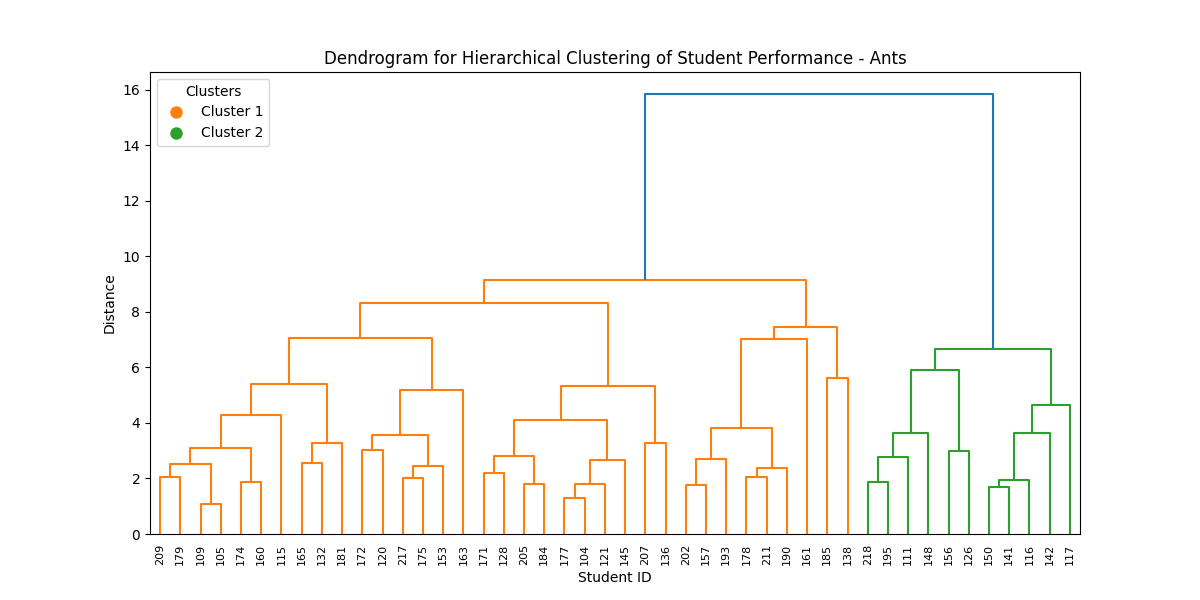 Dendrogram for Hierarchical Clustering of Student Performance - Ants
Clusters
Cluster 1
Cluster 2
16
14
12
10
8
6
4
2
0
Distance
209 179 109 105 174 160 115 165 132 181 172 120 217 175 153 163 171 128 205 184 177 104 121 145 207 136 202 157 193 178 211 190 161 185 138 218 195 111 148 156 126 150 141 116 142 117
Student ID